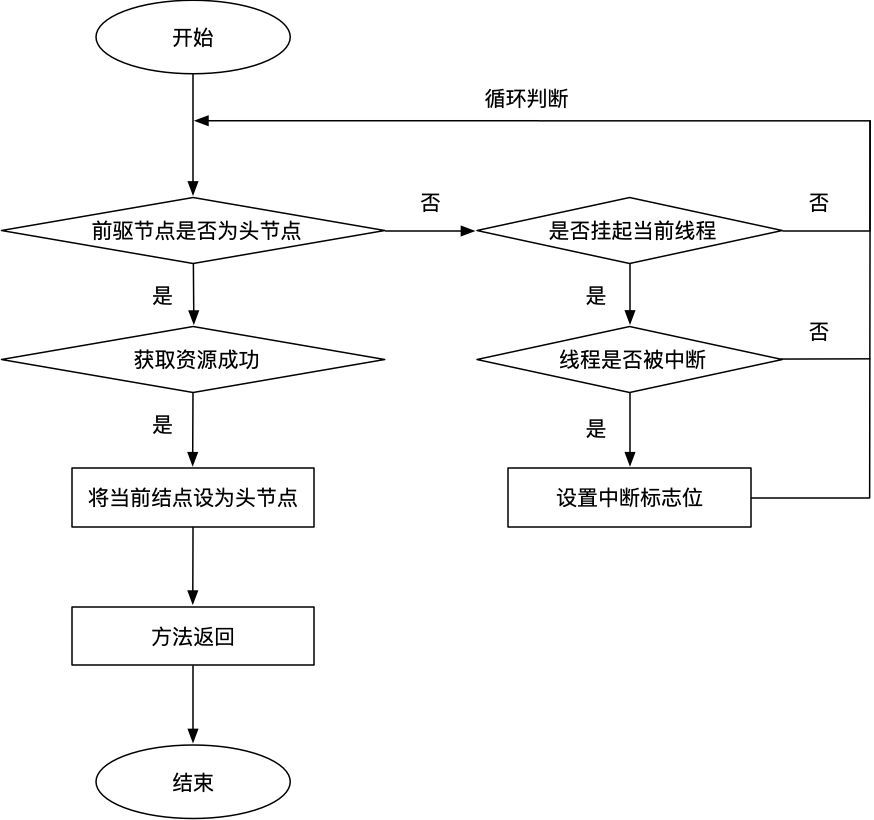 开始
循环判断
前驱节点是否为头节点
否
是否挂起当前线程
否
是
是
获取资源成功
线程是否被中断
否
是
是
将当前结点设为头节点
设置中断标志位
方法返回
结束